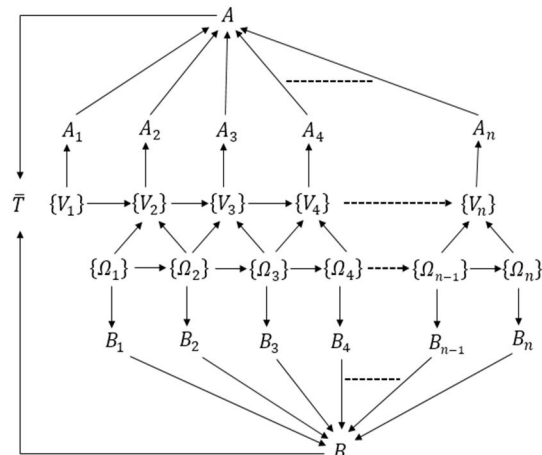 A
A₁ A₂ A₃ A₄ Aₙ
T̄ {V₁} {V₂} {V₃} {V₄} {Vₙ}
{Ω₁} {Ω₂} {Ω₃} {Ω₄} {Ωₙ₋₁} {Ωₙ}
B₁ B₂ B₃ B₄ Bₙ₋₁ Bₙ
B